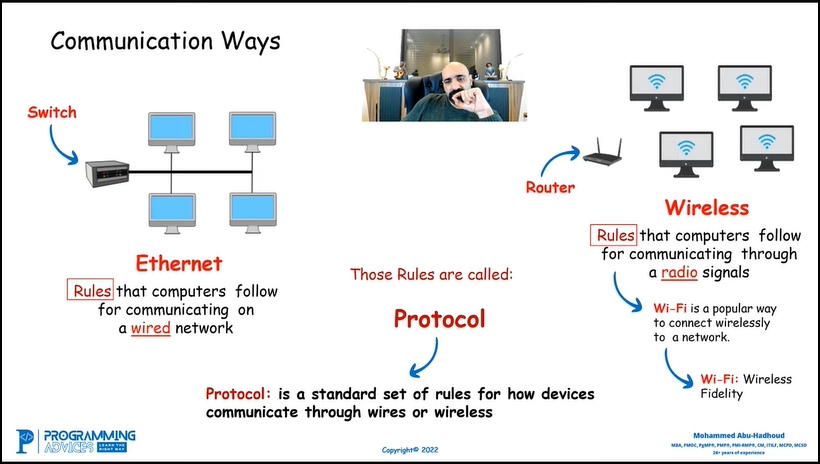 Communication Ways
Switch
Ethernet
Rules that computers follow
for communicating on
a wired network
Those Rules are called:
Protocol
Protocol: is a standard set of rules for how devices
communicate through wires or wireless
Router
Wireless
Rules that computers follow
for communicating through
a radio signals
Wi-Fi is a popular way
to connect wirelessly
to a network.
Wi-Fi: Wireless
Fidelity
PROGRAMMING
ADVICES LEARN THE
RIGHT WAY
Copyright© 2022
Mohammed Abu-Hadhoud
MBA, PMOC, PgMP®, PMP®, PMI-RMP®, CM, ITILF, MCPD, MCSD
26+ years of experience